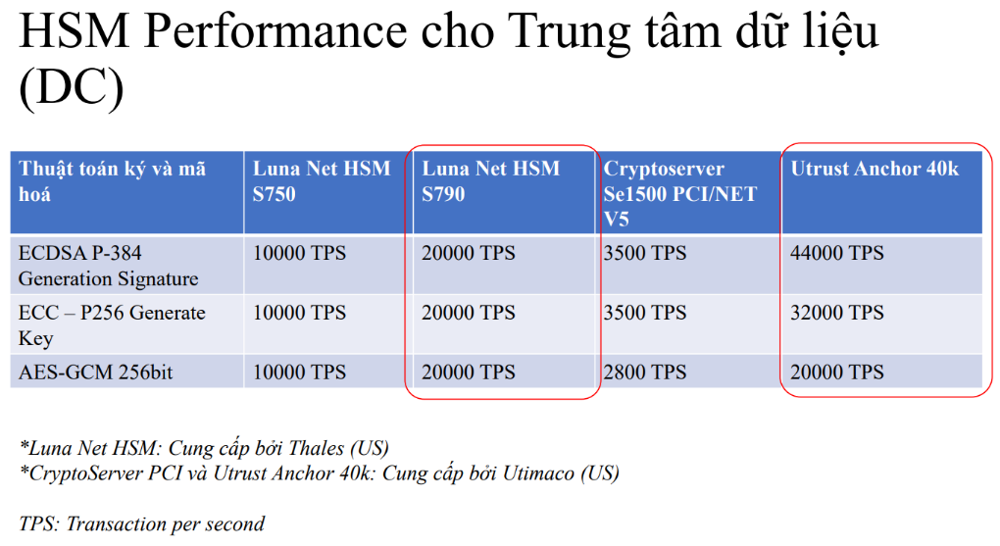 HSM Performance cho Trung tâm dữ liệu
(DC)
Thuật toán ký và mã
hoá
Luna Net HSM
S750
Luna Net HSM
S790
Cryptoserver
Se1500 PCI/NET
V5
Utrust Anchor 40k
ECDSA P-384
Generation Signature
10000 TPS
20000 TPS
3500 TPS
44000 TPS
ECC – P256 Generate
Key
10000 TPS
20000 TPS
3500 TPS
32000 TPS
AES-GCM 256bit
10000 TPS
20000 TPS
2800 TPS
20000 TPS
*Luna Net HSM: Cung cấp bởi Thales (US)
*CryptoServer PCI và Utrust Anchor 40k: Cung cấp bởi Utimaco (US)
TPS: Transaction per second